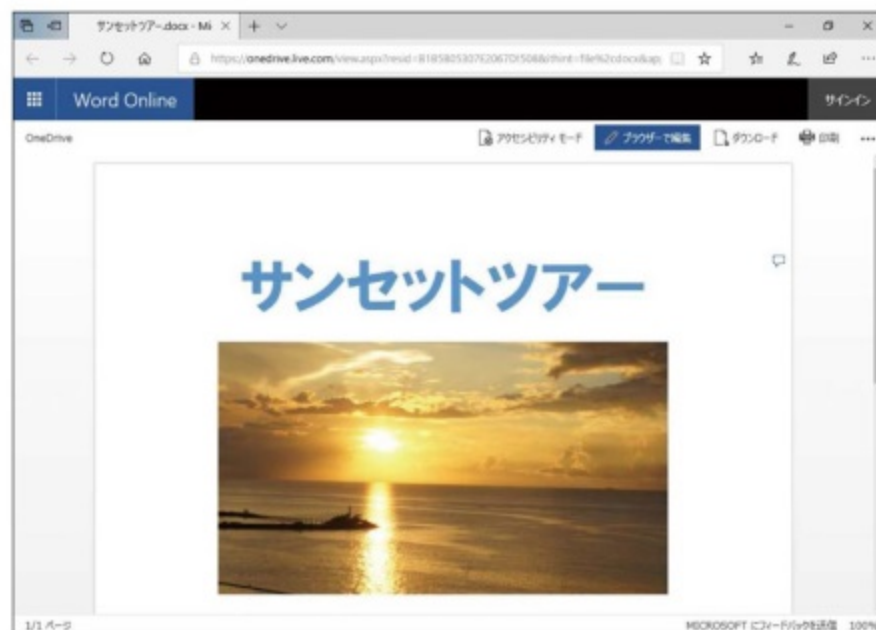 サンセットツアー.docx - Mi
https://onedrive.live.com/view.aspx?resid=
Word Online
サインイン
OneDrive
アクセシビリティ モード
ブラウザーで編集
ダウンロード
印刷
サンセットツアー
1/1 ページ
MICROSOFT にフィードバックを送信 100%